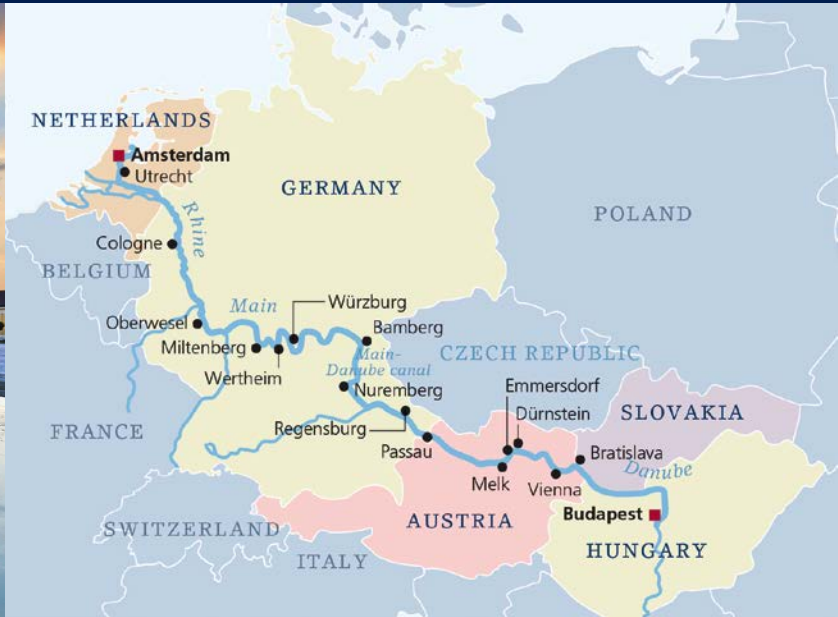 NETHERLANDS
Amsterdam
Utrecht
GERMANY
POLAND
Rhine
Cologne
BELGIUM
Main
Würzburg
Oberwesel
Bamberg
Miltenberg
Main-
Danube canal
CZECH REPUBLIC
Wertheim
Nuremberg
Emmersdorf
Dürnstein
SLOVAKIA
FRANCE
Regensburg
Passau
Bratislava
Danube
Melk
Vienna
Budapest
AUSTRIA
SWITZERLAND
HUNGARY
ITALY